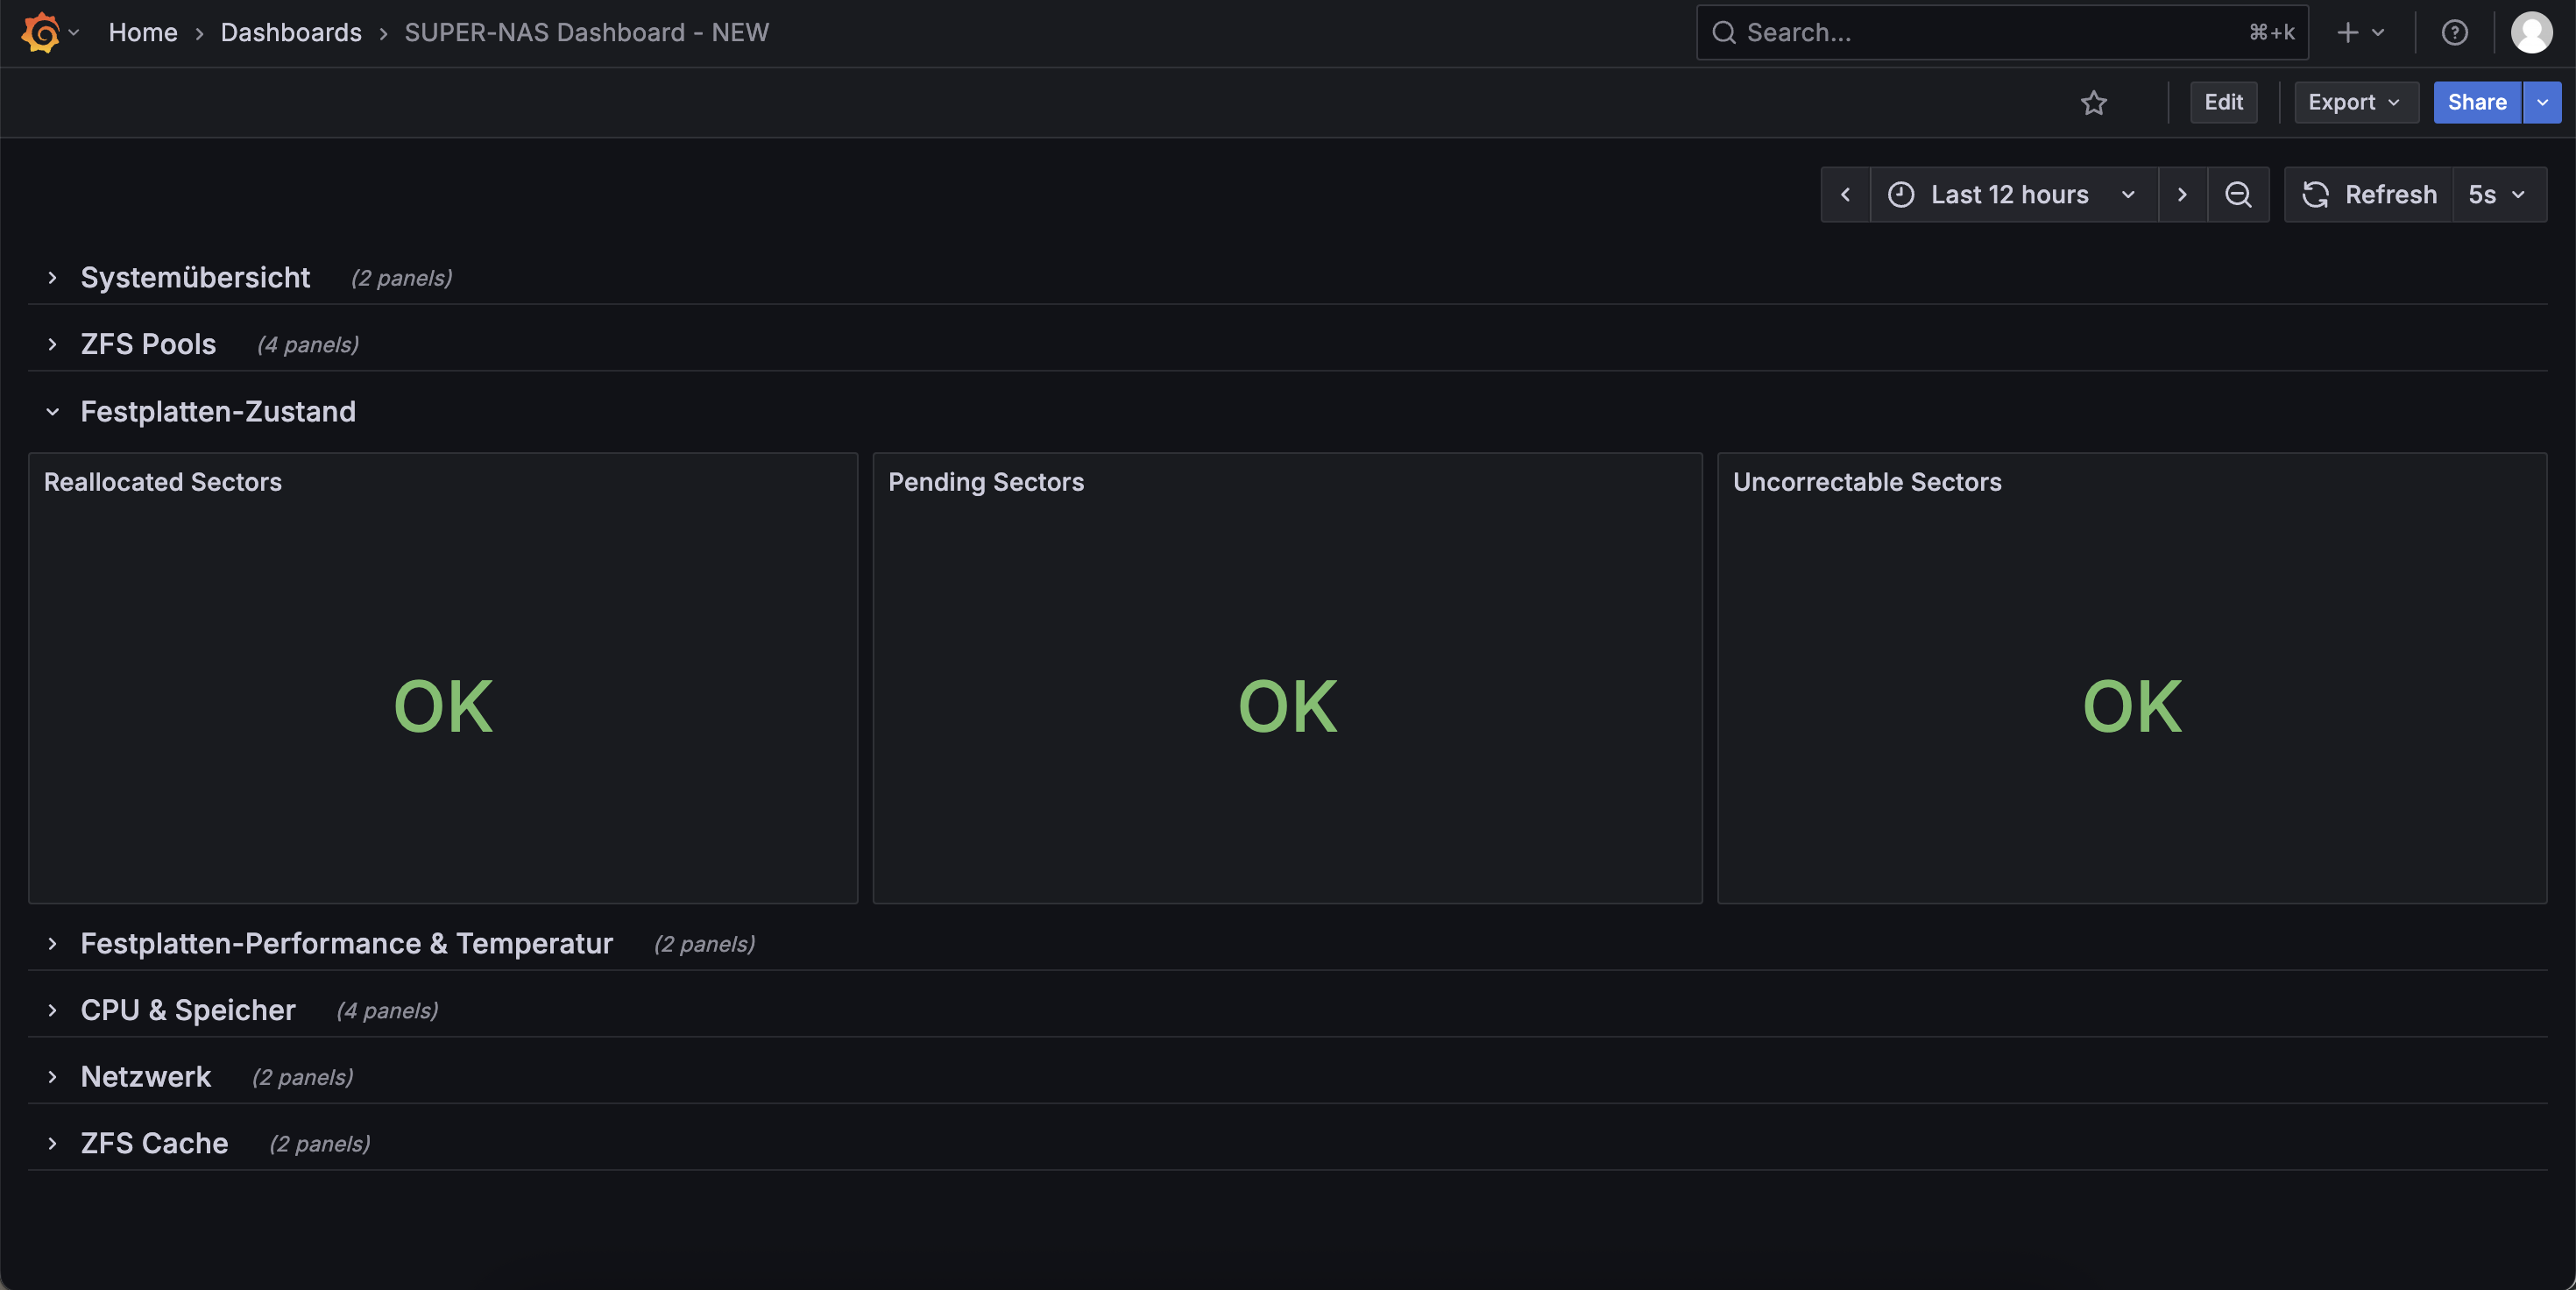 Home › Dashboards › SUPER-NAS Dashboard - NEW
Search... ⌘+k
Edit Export Share
Last 12 hours Refresh 5s
Systemübersicht (2 panels)
ZFS Pools (4 panels)
Festplatten-Zustand
Reallocated Sectors
OK
Pending Sectors
OK
Uncorrectable Sectors
OK
Festplatten-Performance & Temperatur (2 panels)
CPU & Speicher (4 panels)
Netzwerk (2 panels)
ZFS Cache (2 panels)